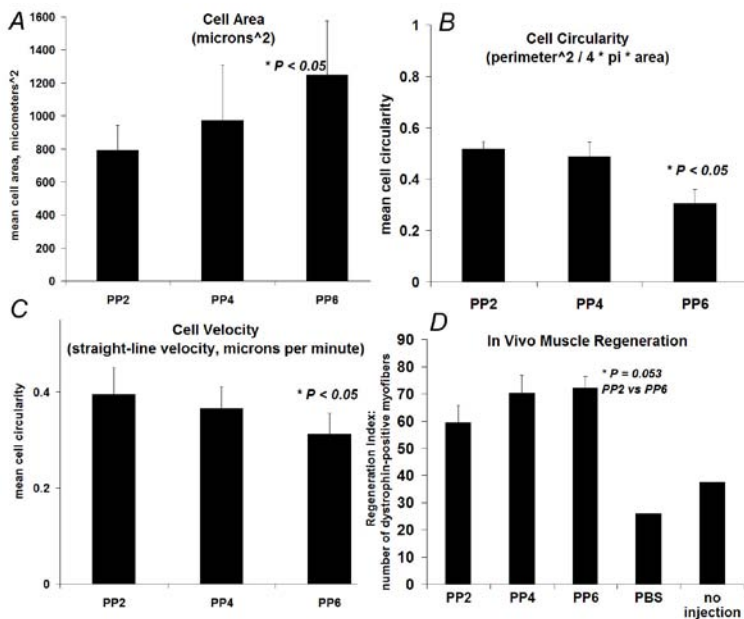 A
Cell Area
(microns^2)
* P < 0.05
mean cell area, micometers^2
1600
1400
1200
1000
800
600
400
200
0
PP2 PP4 PP6
B
Cell Circularity
(perimeter^2 / 4 * pi * area)
* P < 0.05
mean cell circularity
1
0.8
0.6
0.4
0.2
0
PP2 PP4 PP6
C
Cell Velocity
(straight-line velocity, microns per minute)
* P < 0.05
mean cell circularity
0.4
0.2
0
PP2 PP4 PP6
D
In Vivo Muscle Regeneration
* P = 0.053
PP2 vs PP6
Regeneration Index:
number of dystrophin-positive myofibers
90
80
70
60
50
40
30
20
10
0
PP2 PP4 PP6 PBS no
injection